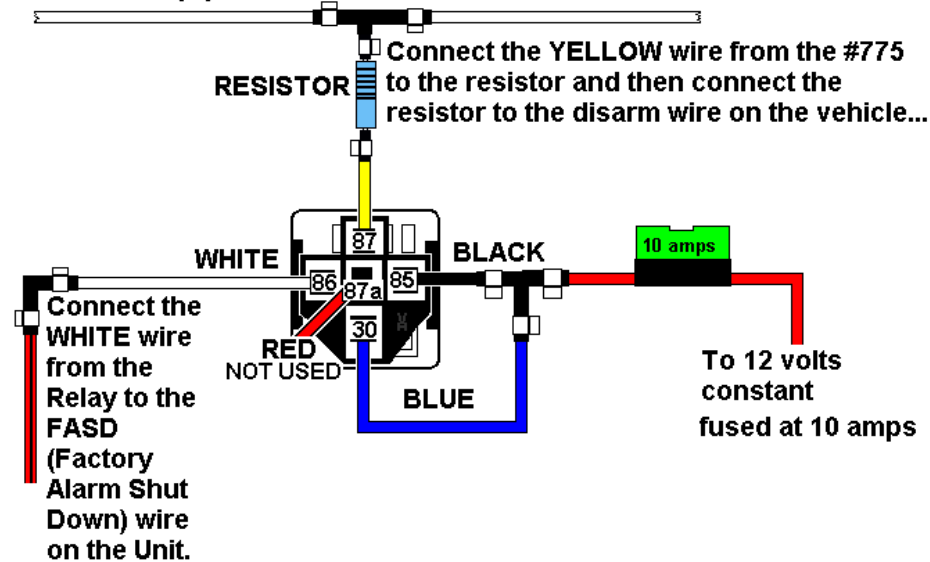 Connect the YELLOW wire from the #775
to the resistor and then connect the
resistor to the disarm wire on the vehicle...
RESISTOR
87
WHITE
BLACK
10 amps
86
85
87a
30
Connect the
WHITE wire
from the
Relay to the
FASD
(Factory
Alarm Shut
Down) wire
on the Unit.
RED
NOT USED
BLUE
To 12 volts
constant
fused at 10 amps